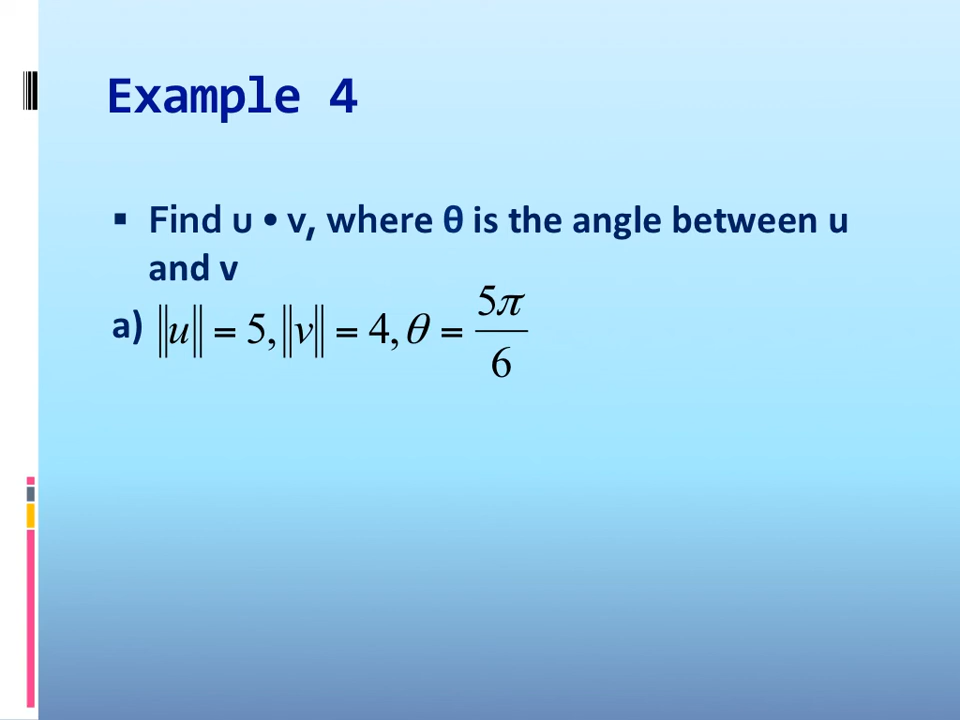 Example 4
▪ Find u • v, where θ is the angle between u
and v
a) ‖u‖ = 5, ‖v‖ = 4, θ = 5π/6